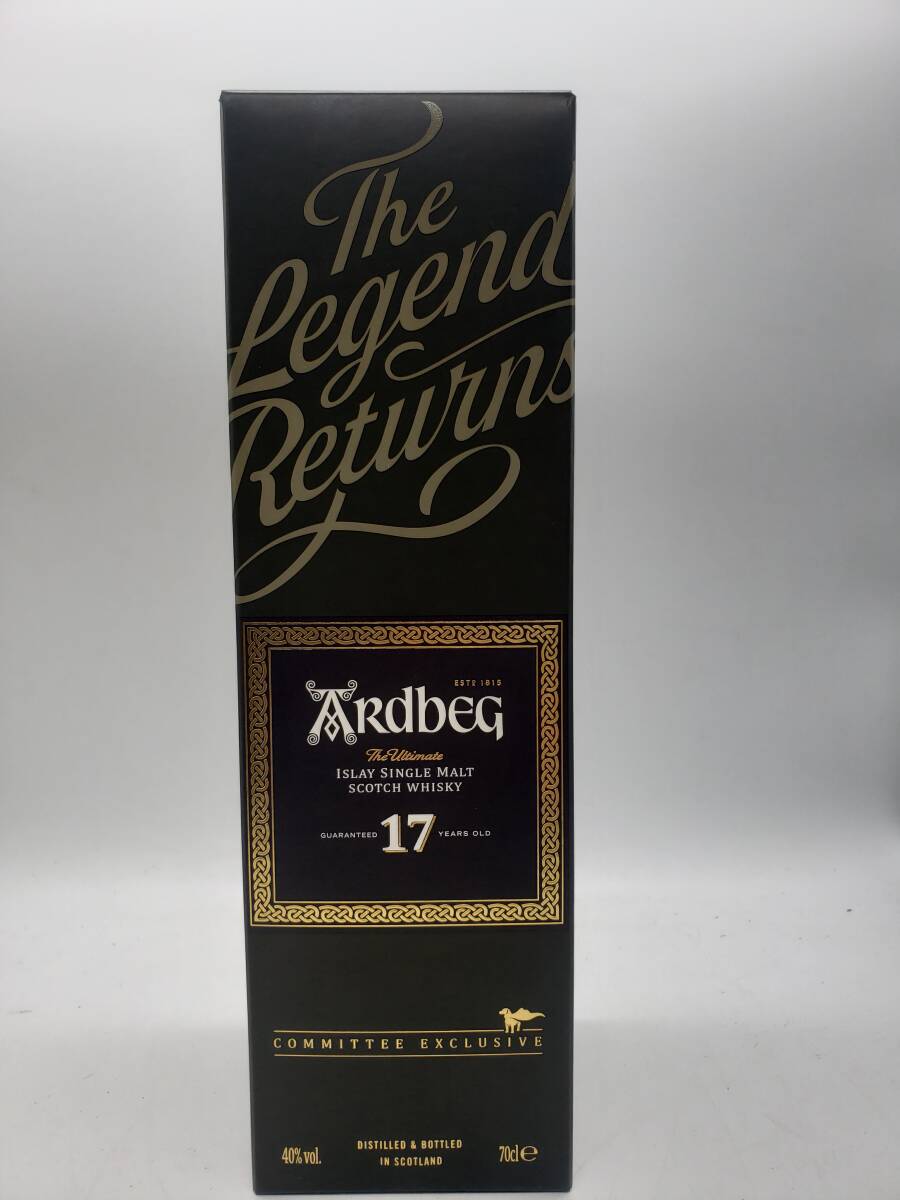 The
Legend
Returns
ESTD 1815
ARDBEG
The Ultimate
ISLAY SINGLE MALT
SCOTCH WHISKY
GUARANTEED 17 YEARS OLD
COMMITTEE EXCLUSIVE
40% vol. DISTILLED & BOTTLED 70cl e
IN SCOTLAND